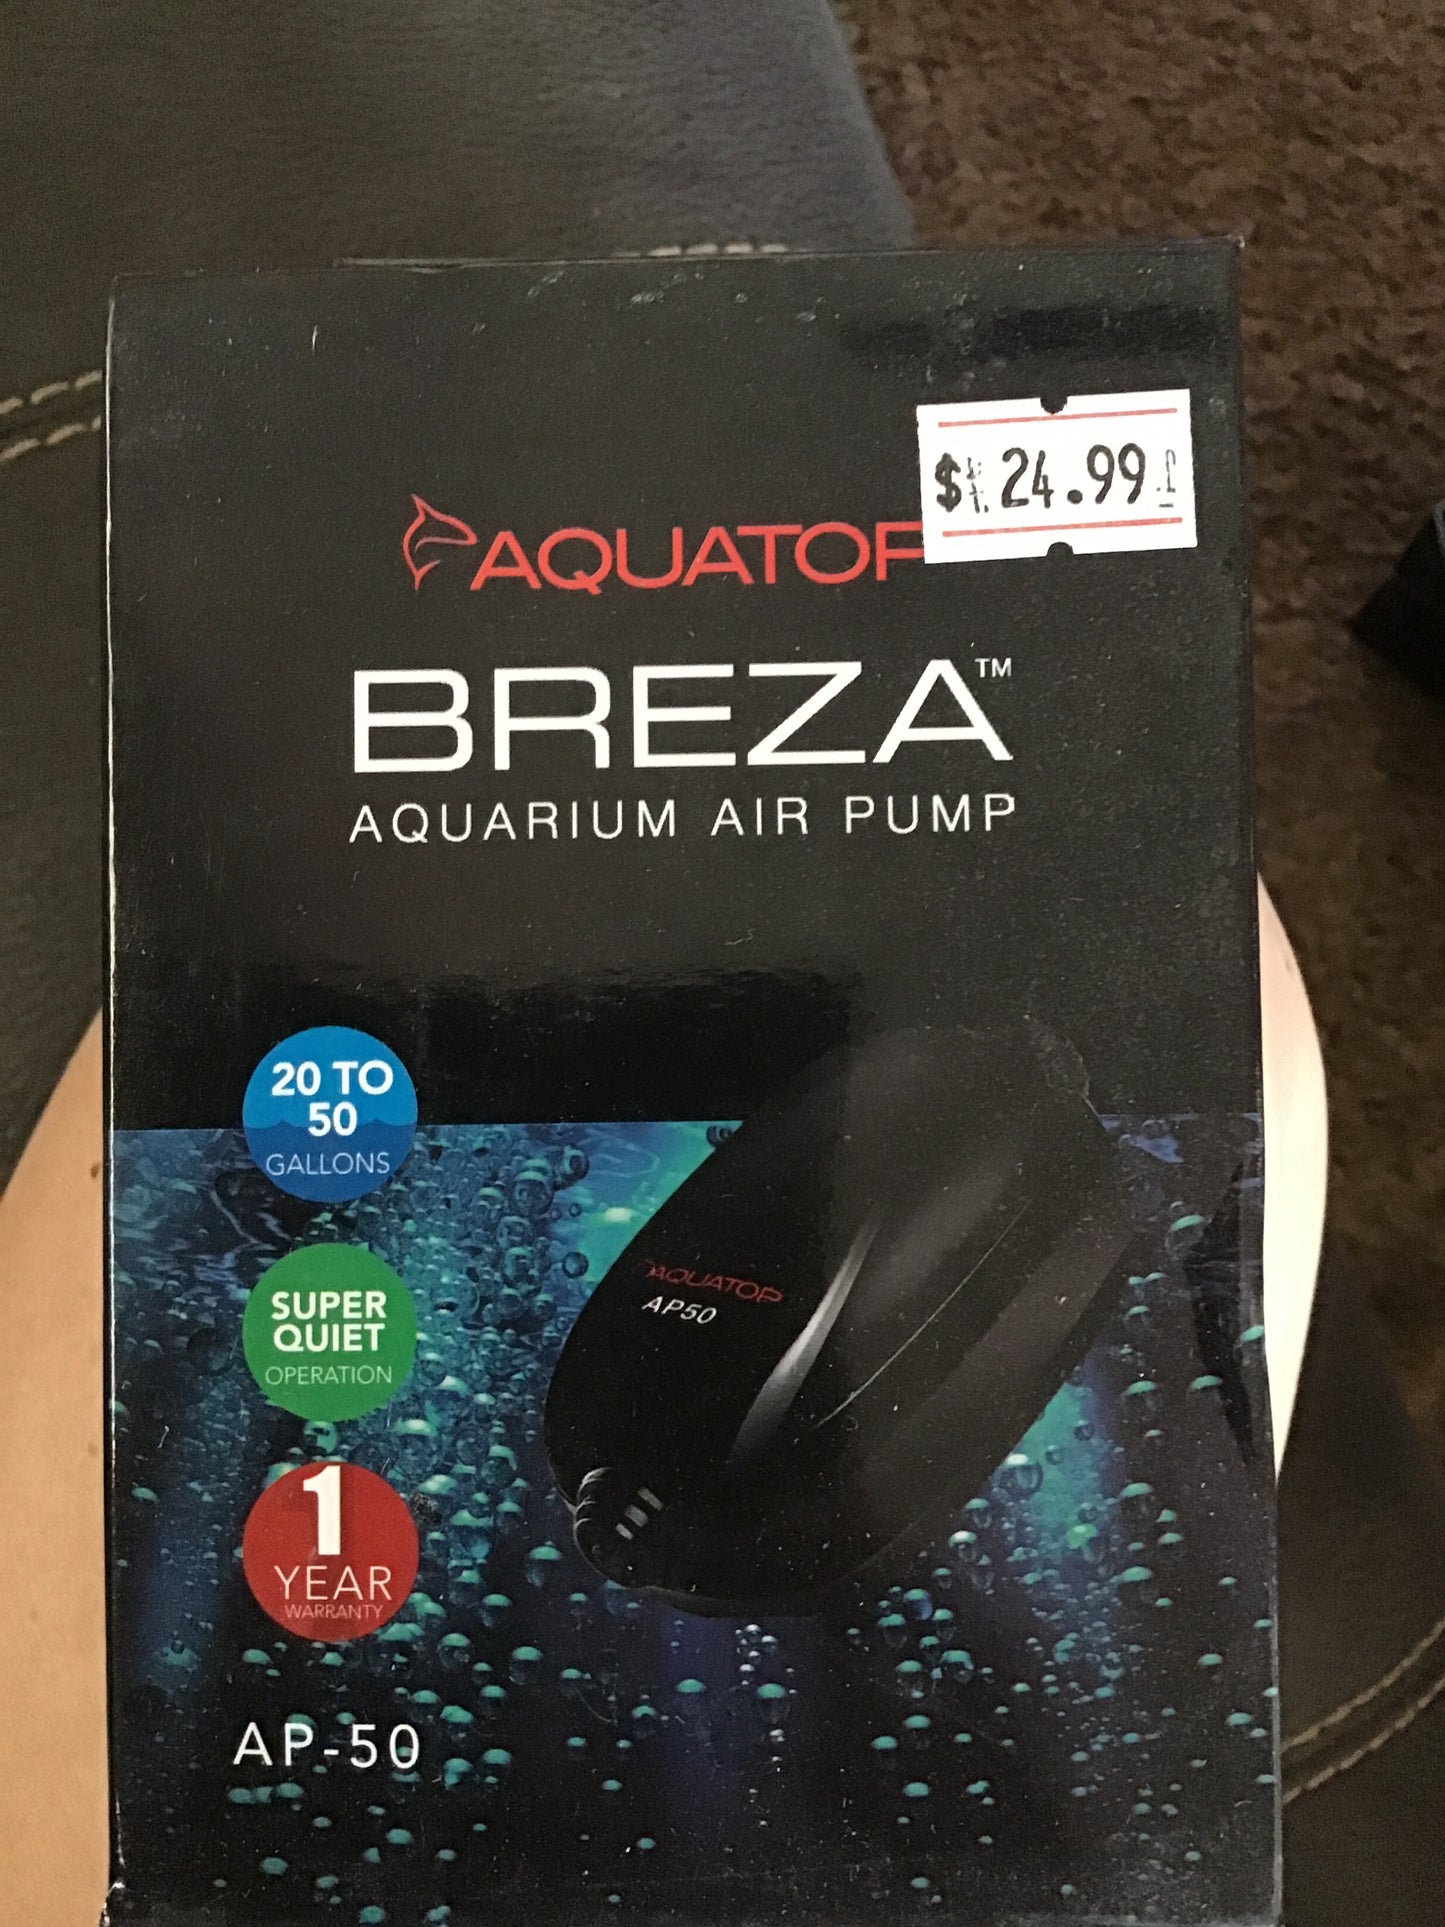 $ 24.99
AQUATOP
BREZA™
AQUARIUM AIR PUMP
20 TO
50
GALLONS
SUPER
QUIET
OPERATION
1
YEAR
WARRANTY
AQUATOP
AP50
AP-50